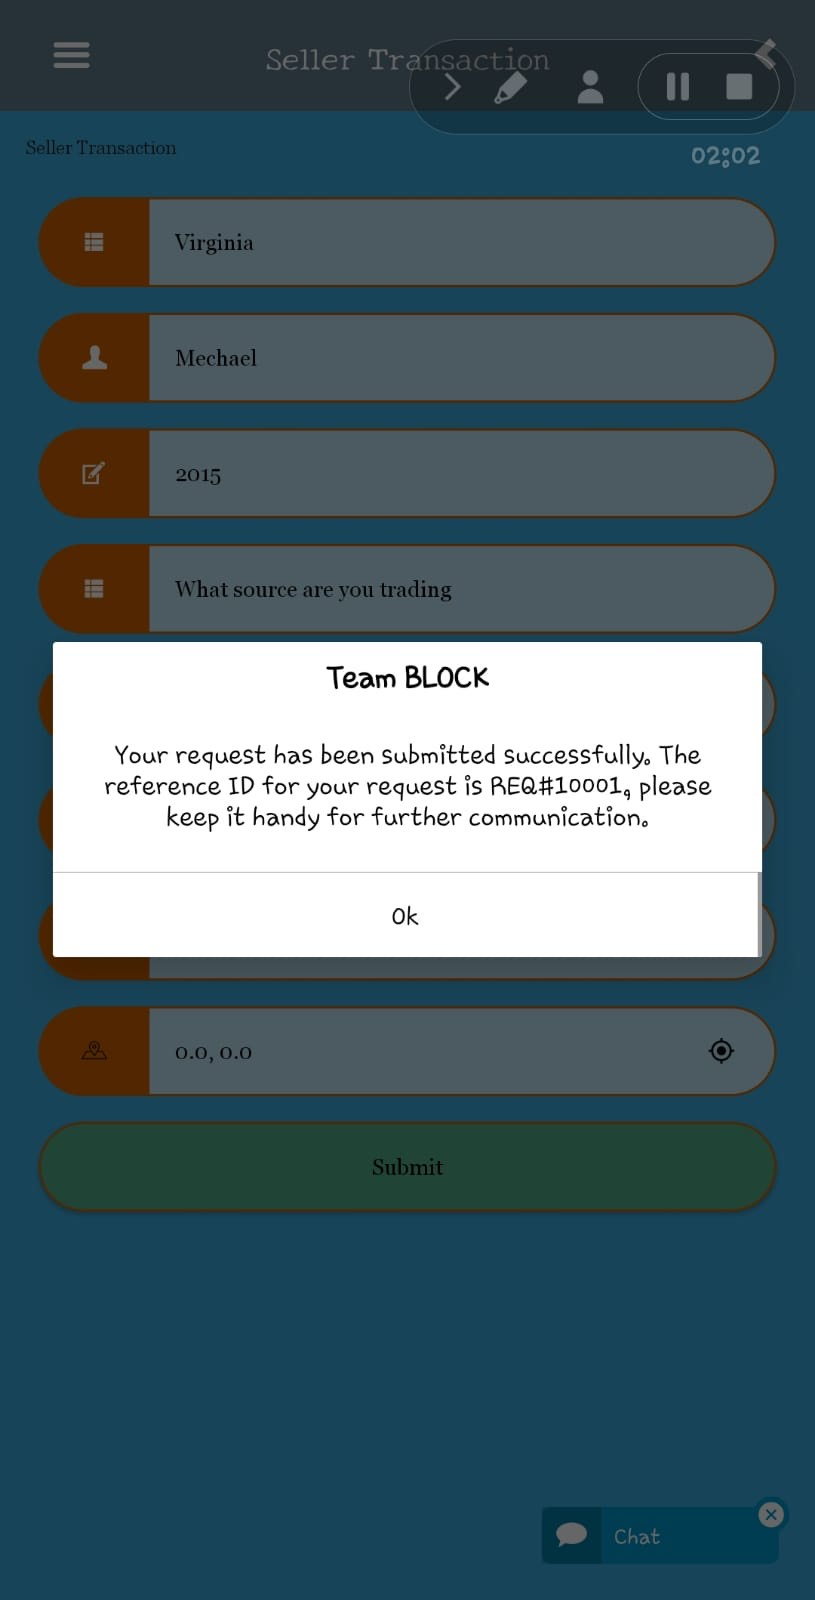 Seller Transaction
Seller Transaction
02:02
Virginia
Mechael
2015
What source are you trading
Team BLOCK
Your request has been submitted successfully. The
reference ID for your request is REQ#10001, please
keep it handy for further communication.
Ok
0.0, 0.0
Submit
Chat